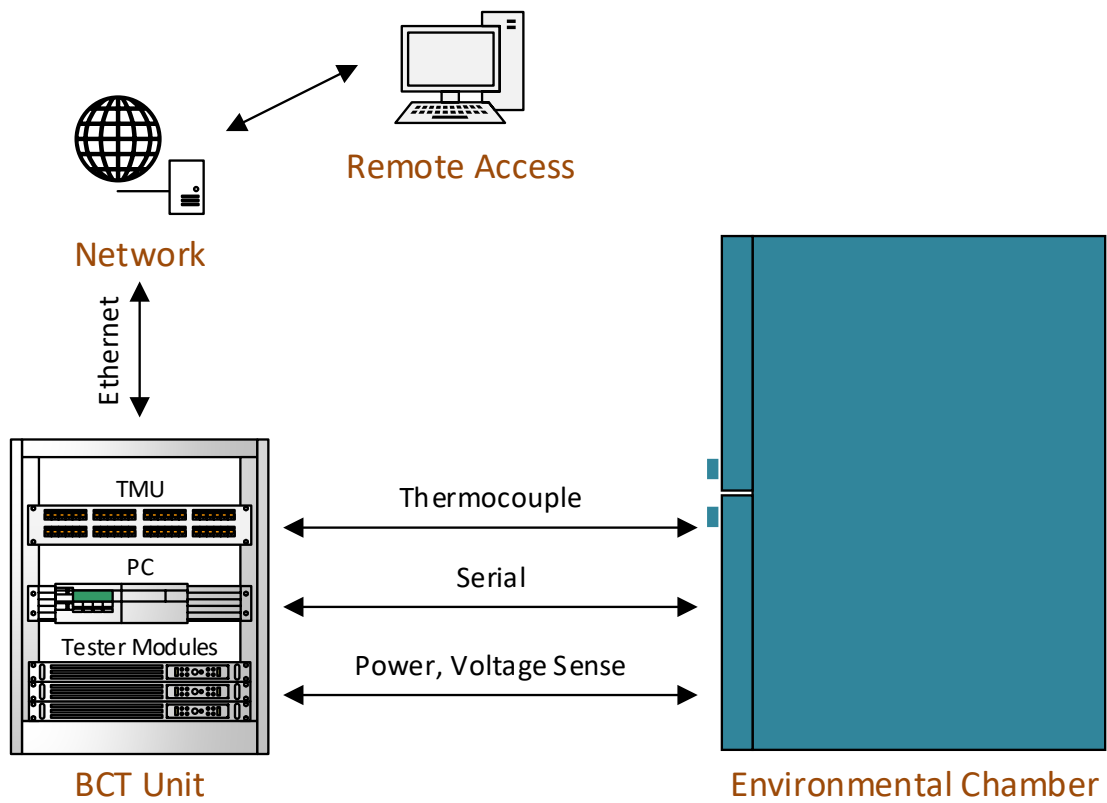 Remote Access
Network
Ethernet
TMU
Thermocouple
PC
Serial
Tester Modules
Power, Voltage Sense
BCT Unit
Environmental Chamber